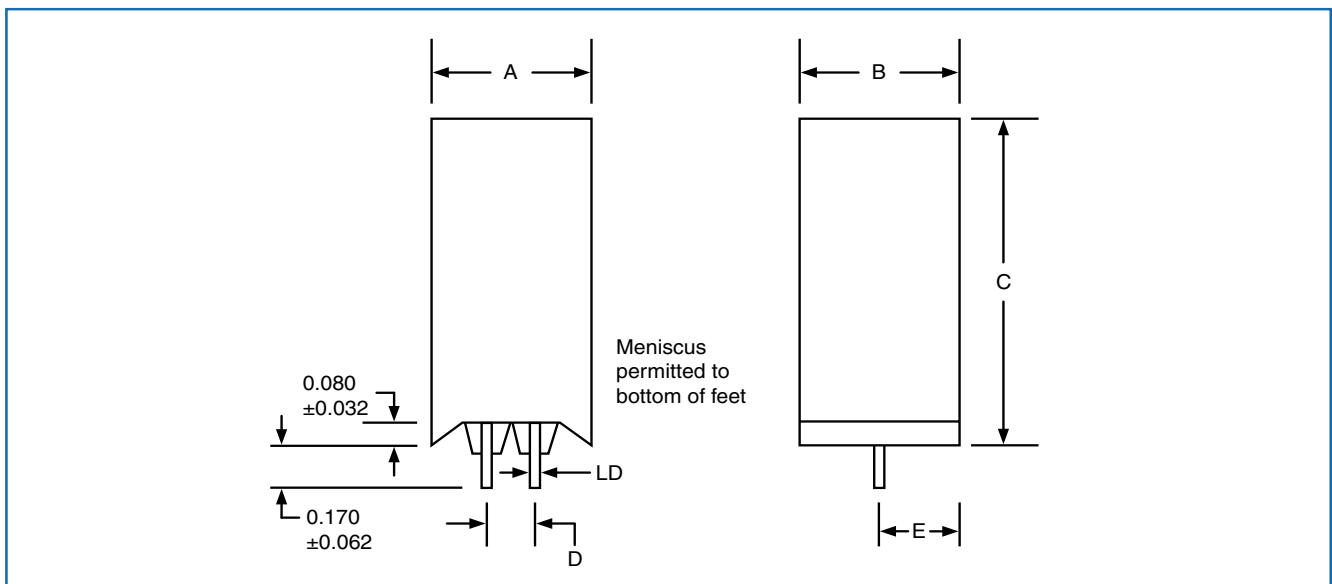 A
B
C
Meniscus
permitted to
bottom of feet
0.080
±0.032
LD
0.170
±0.062
D
E